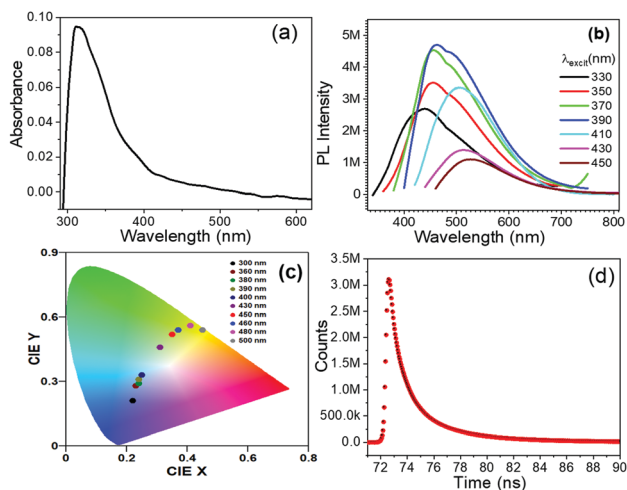 (a)
0.10
0.08
0.06
0.04
0.02
0.00
Absorbance
300
400
500
600
Wavelength (nm)
(b)
5M
4M
3M
2M
1M
0
PL Intensity
λexcit(nm)
330
350
370
390
410
430
450
400
500
600
700
800
Wavelength (nm)
(c)
0.9
0.6
0.3
0.0
CIE Y
300 nm
360 nm
380 nm
390 nm
400 nm
430 nm
450 nm
460 nm
480 nm
500 nm
0.0
0.2
0.4
0.6
0.8
CIE X
(d)
3.5M
3.0M
2.5M
2.0M
1.5M
1.0M
500.0k
0.0
Counts
72
74
76
78
80
82
84
86
88
90
Time (ns)